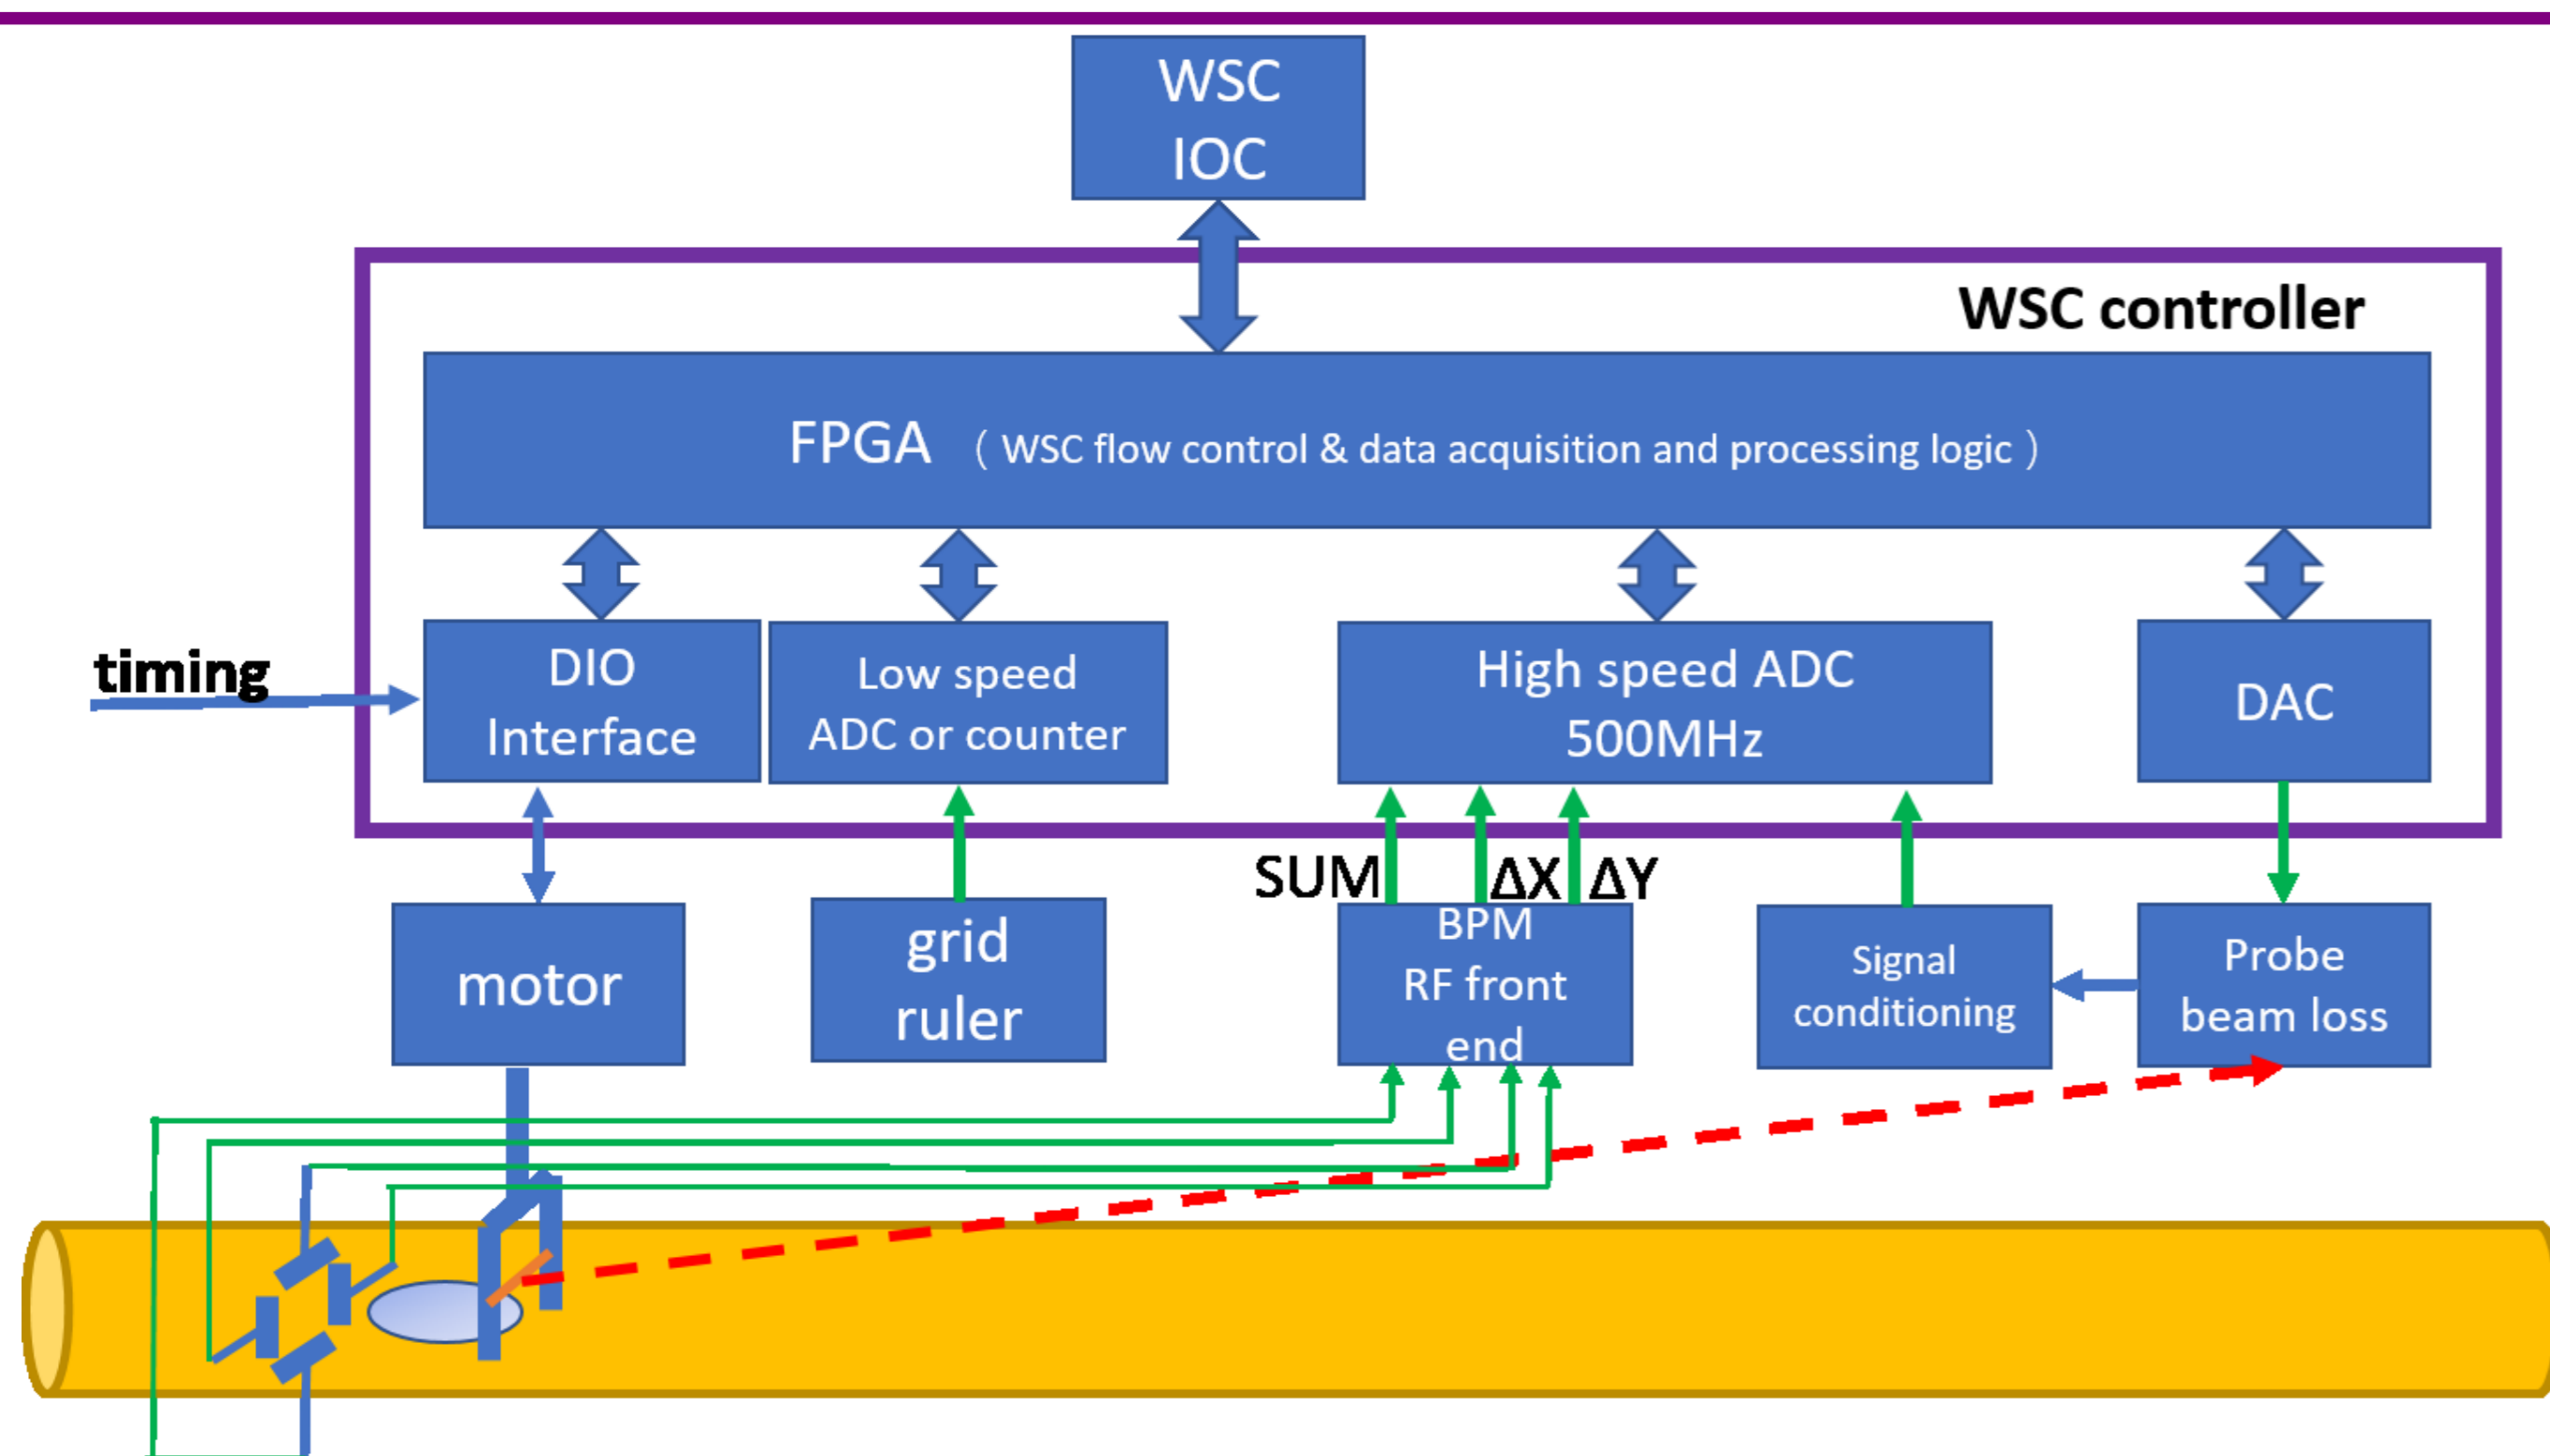 WSC
IOC
WSC controller
FPGA （ WSC flow control & data acquisition and processing logic ）
timing
DIO
Interface
Low speed
ADC or counter
High speed ADC
500MHz
DAC
SUM
ΔX
ΔY
motor
grid
ruler
BPM
RF front
end
Signal
conditioning
Probe
beam loss